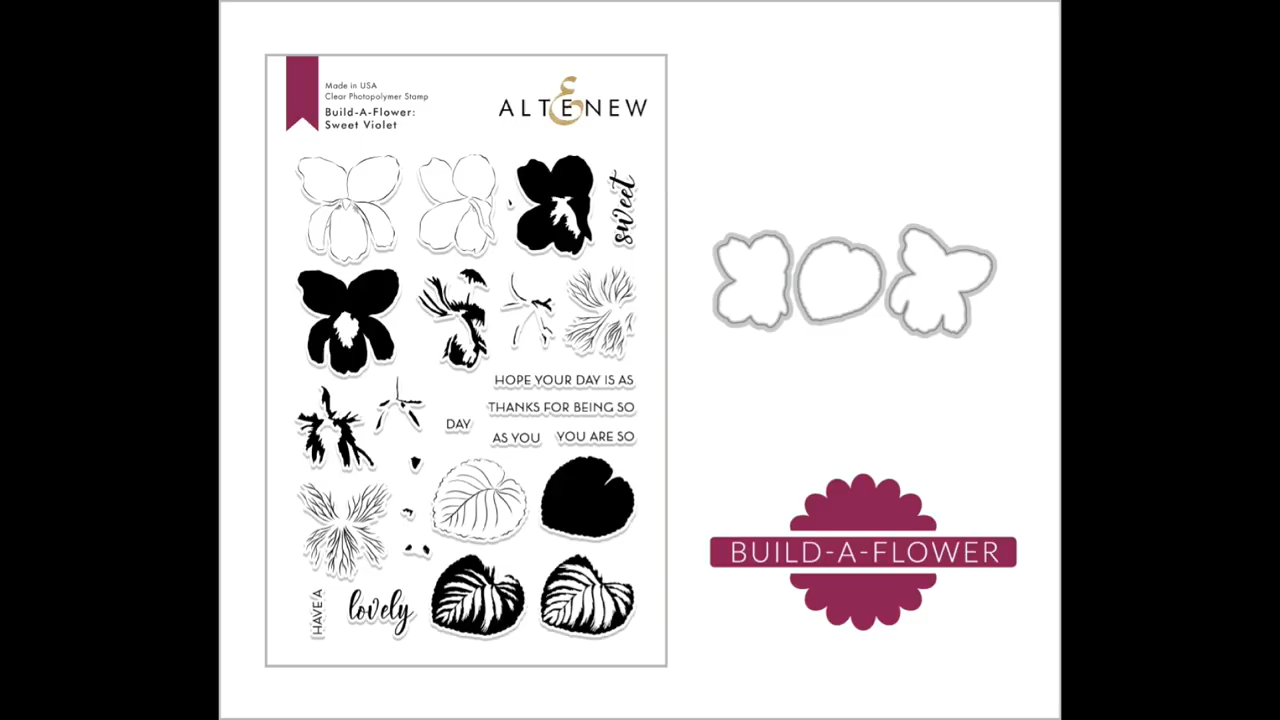 Made in USA
Clear Photopolymer Stamp
Build-A-Flower:
Sweet Violet
ALTENEW
sweet
HOPE YOUR DAY IS AS
THANKS FOR BEING SO
DAY
AS YOU
YOU ARE SO
HAVE A
lovely
BUILD-A-FLOWER